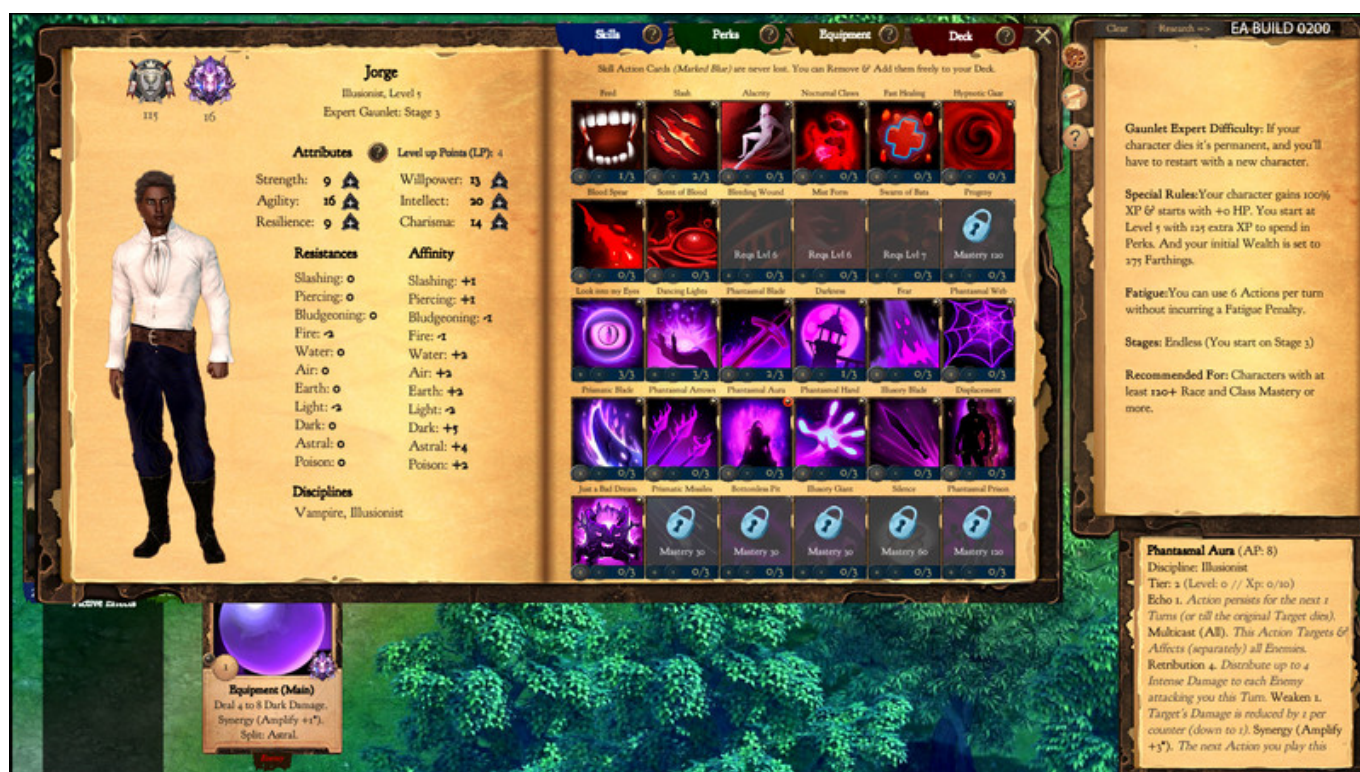 Skills
?
Perks
?
Equipment
?
Deck
?
Clear
Research =>
EA BUILD 0200
115
16
Jorge
Illusionist, Level 5
Expert Gaunlet: Stage 3
Attributes
?
Level up Points (LP): 4
Strength: 9
Willpower: 13
Agility: 16
Intellect: 20
Resilience: 9
Charisma: 14
Resistances
Slashing: 0
Piercing: 0
Bludgeoning: 0
Fire: -2
Water: 0
Air: 0
Earth: 0
Light: -2
Dark: 0
Astral: 0
Poison: 0
Affinity
Slashing: +1
Piercing: +1
Bludgeoning: -1
Fire: -1
Water: +2
Air: +2
Earth: +2
Light: -2
Dark: +5
Astral: +4
Poison: +2
Disciplines
Vampire, Illusionist
Skill Action Cards (Marked Blue) are never lost. You can Remove & Add them freely to your Deck.
Feed
Slash
Alacrity
Nocturnal Claws
Fast Healing
Hypnotic Gaze
1/3
2/3
0/3
0/3
0/3
0/3
Blood Spear
Scent of Blood
Bleeding Wound
Mist Form
Swarm of Bats
Progeny
Reqs Lvl 6
Reqs Lvl 6
Reqs Lvl 7
Mastery 120
0/3
0/3
0/3
0/3
0/3
0/3
Look into my Eyes
Dancing Lights
Phantasmal Blade
Darkness
Fear
Phantasmal Web
3/3
3/3
2/3
1/3
0/3
0/3
Prismatic Blade
Phantasmal Arrows
Phantasmal Aura
Phantasmal Hand
Illusory Blade
Displacement
0/3
0/3
0/3
0/3
0/3
0/3
Just a Bad Dream
Prismatic Missiles
Bottomless Pit
Illusory Giant
Silence
Phantasmal Prison
Mastery 30
Mastery 30
Mastery 30
Mastery 60
Mastery 120
0/3
0/3
0/3
0/3
0/3
0/3
?
Gaunlet Expert Difficulty: If your
character dies it's permanent, and you'll
have to restart with a new character.
Special Rules:Your character gains 100%
XP & starts with +0 HP. You start at
Level 5 with 125 extra XP to spend in
Perks. And your initial Wealth is set to
275 Farthings.
Fatigue:You can use 6 Actions per turn
without incurring a Fatigue Penalty.
Stages: Endless (You start on Stage 3)
Recommended For: Characters with at
least 120+ Race and Class Mastery or
more.
Phantasmal Aura (AP: 8)
Discipline: Illusionist
Tier: 2 (Level: 0 // Xp: 0/10)
Echo 1. Action persists for the next 1
Turns (or till the original Target dies).
Multicast (All). This Action Targets &
Affects (separately) all Enemies.
Retribution 4. Distribute up to 4
Intense Damage to each Enemy
attacking you this Turn. Weaken 1.
Target's Damage is reduced by 1 per
counter (down to 1). Synergy (Amplify
+3*). The next Action you play this
Active Effects
1
Equipment (Main)
Deal 4 to 8 Dark Damage.
Synergy (Amplify +1*).
Split: Astral.